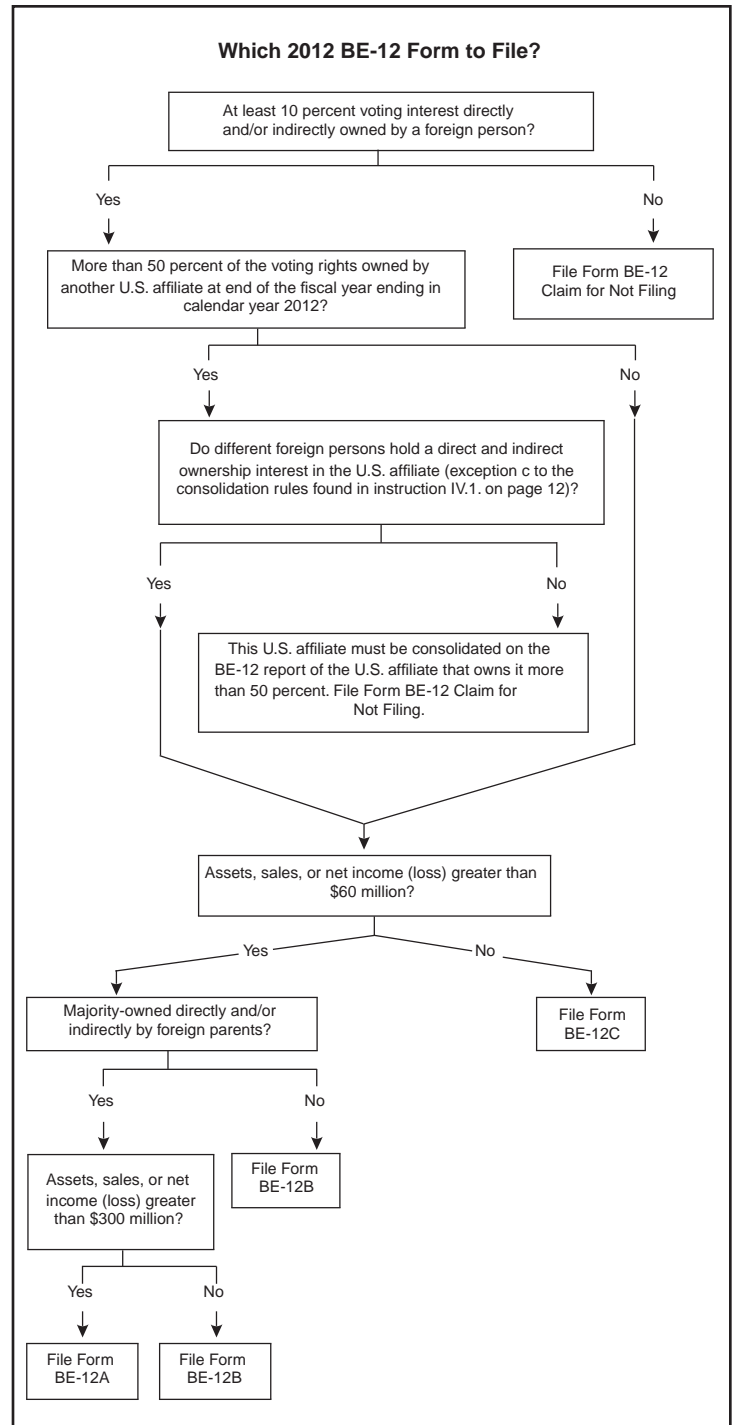 Which 2012 BE-12 Form to File?
At least 10 percent voting interest directly
and/or indirectly owned by a foreign person?
Yes
No
More than 50 percent of the voting rights owned by
another U.S. affiliate at end of the fiscal year ending in
calendar year 2012?
File Form BE-12
Claim for Not Filing
Yes
No
Do different foreign persons hold a direct and indirect
ownership interest in the U.S. affiliate (exception c to the
consolidation rules found in instruction IV.1. on page 12)?
Yes
No
This U.S. affiliate must be consolidated on the
BE-12 report of the U.S. affiliate that owns it more
than 50 percent. File Form BE-12 Claim for
Not Filing.
Assets, sales, or net income (loss) greater than
$60 million?
Yes
No
Majority-owned directly and/or
indirectly by foreign parents?
File Form
BE-12C
Yes
No
Assets, sales, or net
income (loss) greater
than $300 million?
File Form
BE-12B
Yes
No
File Form
BE-12A
File Form
BE-12B